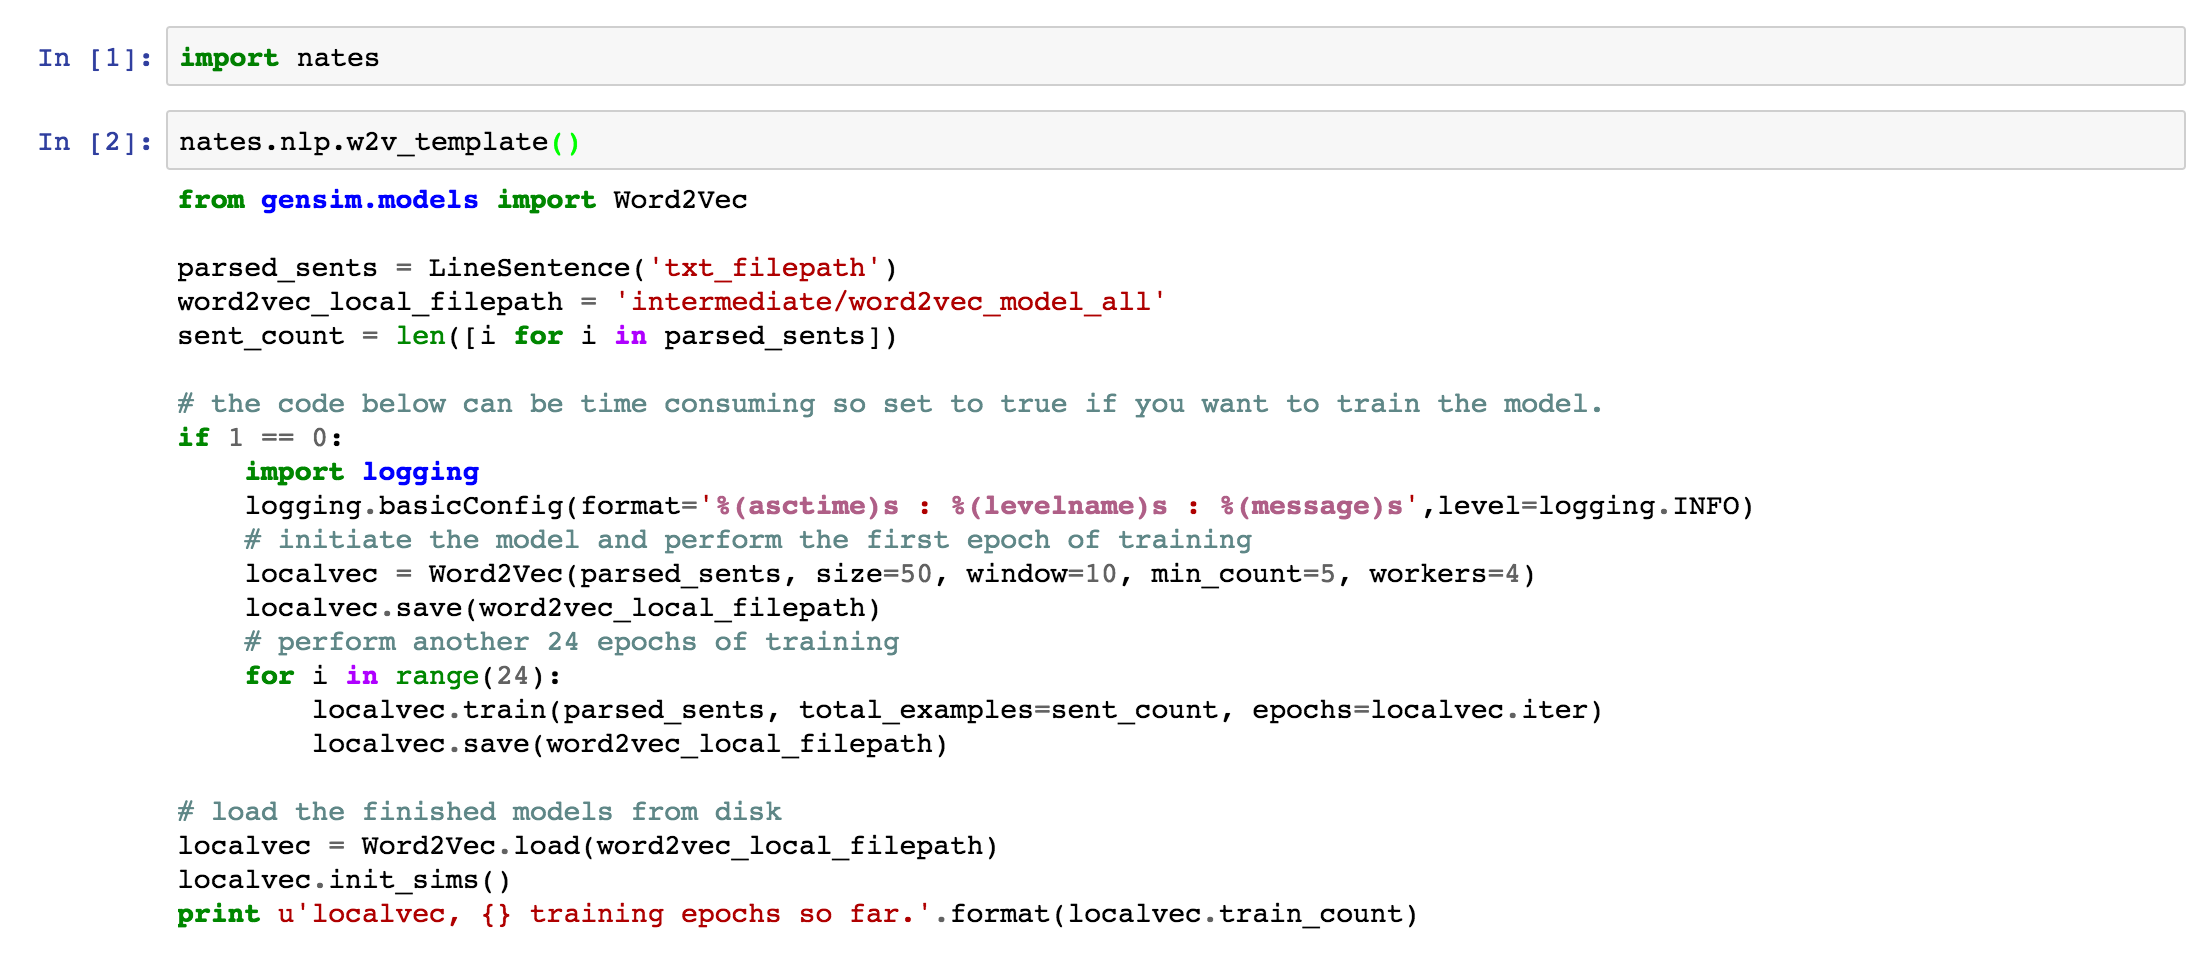 In [1]: import nates
In [2]: nates.nlp.w2v_template()
from gensim.models import Word2Vec

parsed_sents = LineSentence('txt_filepath')
word2vec_local_filepath = 'intermediate/word2vec_model_all'
sent_count = len([i for i in parsed_sents])

# the code below can be time consuming so set to true if you want to train the model.
if 1 == 0:
    import logging
    logging.basicConfig(format='%(asctime)s : %(levelname)s : %(message)s',level=logging.INFO)
    # initiate the model and perform the first epoch of training
    localvec = Word2Vec(parsed_sents, size=50, window=10, min_count=5, workers=4)
    localvec.save(word2vec_local_filepath)
    # perform another 24 epochs of training
    for i in range(24):
        localvec.train(parsed_sents, total_examples=sent_count, epochs=localvec.iter)
        localvec.save(word2vec_local_filepath)

# load the finished models from disk
localvec = Word2Vec.load(word2vec_local_filepath)
localvec.init_sims()
print u'localvec, {} training epochs so far.'.format(localvec.train_count)